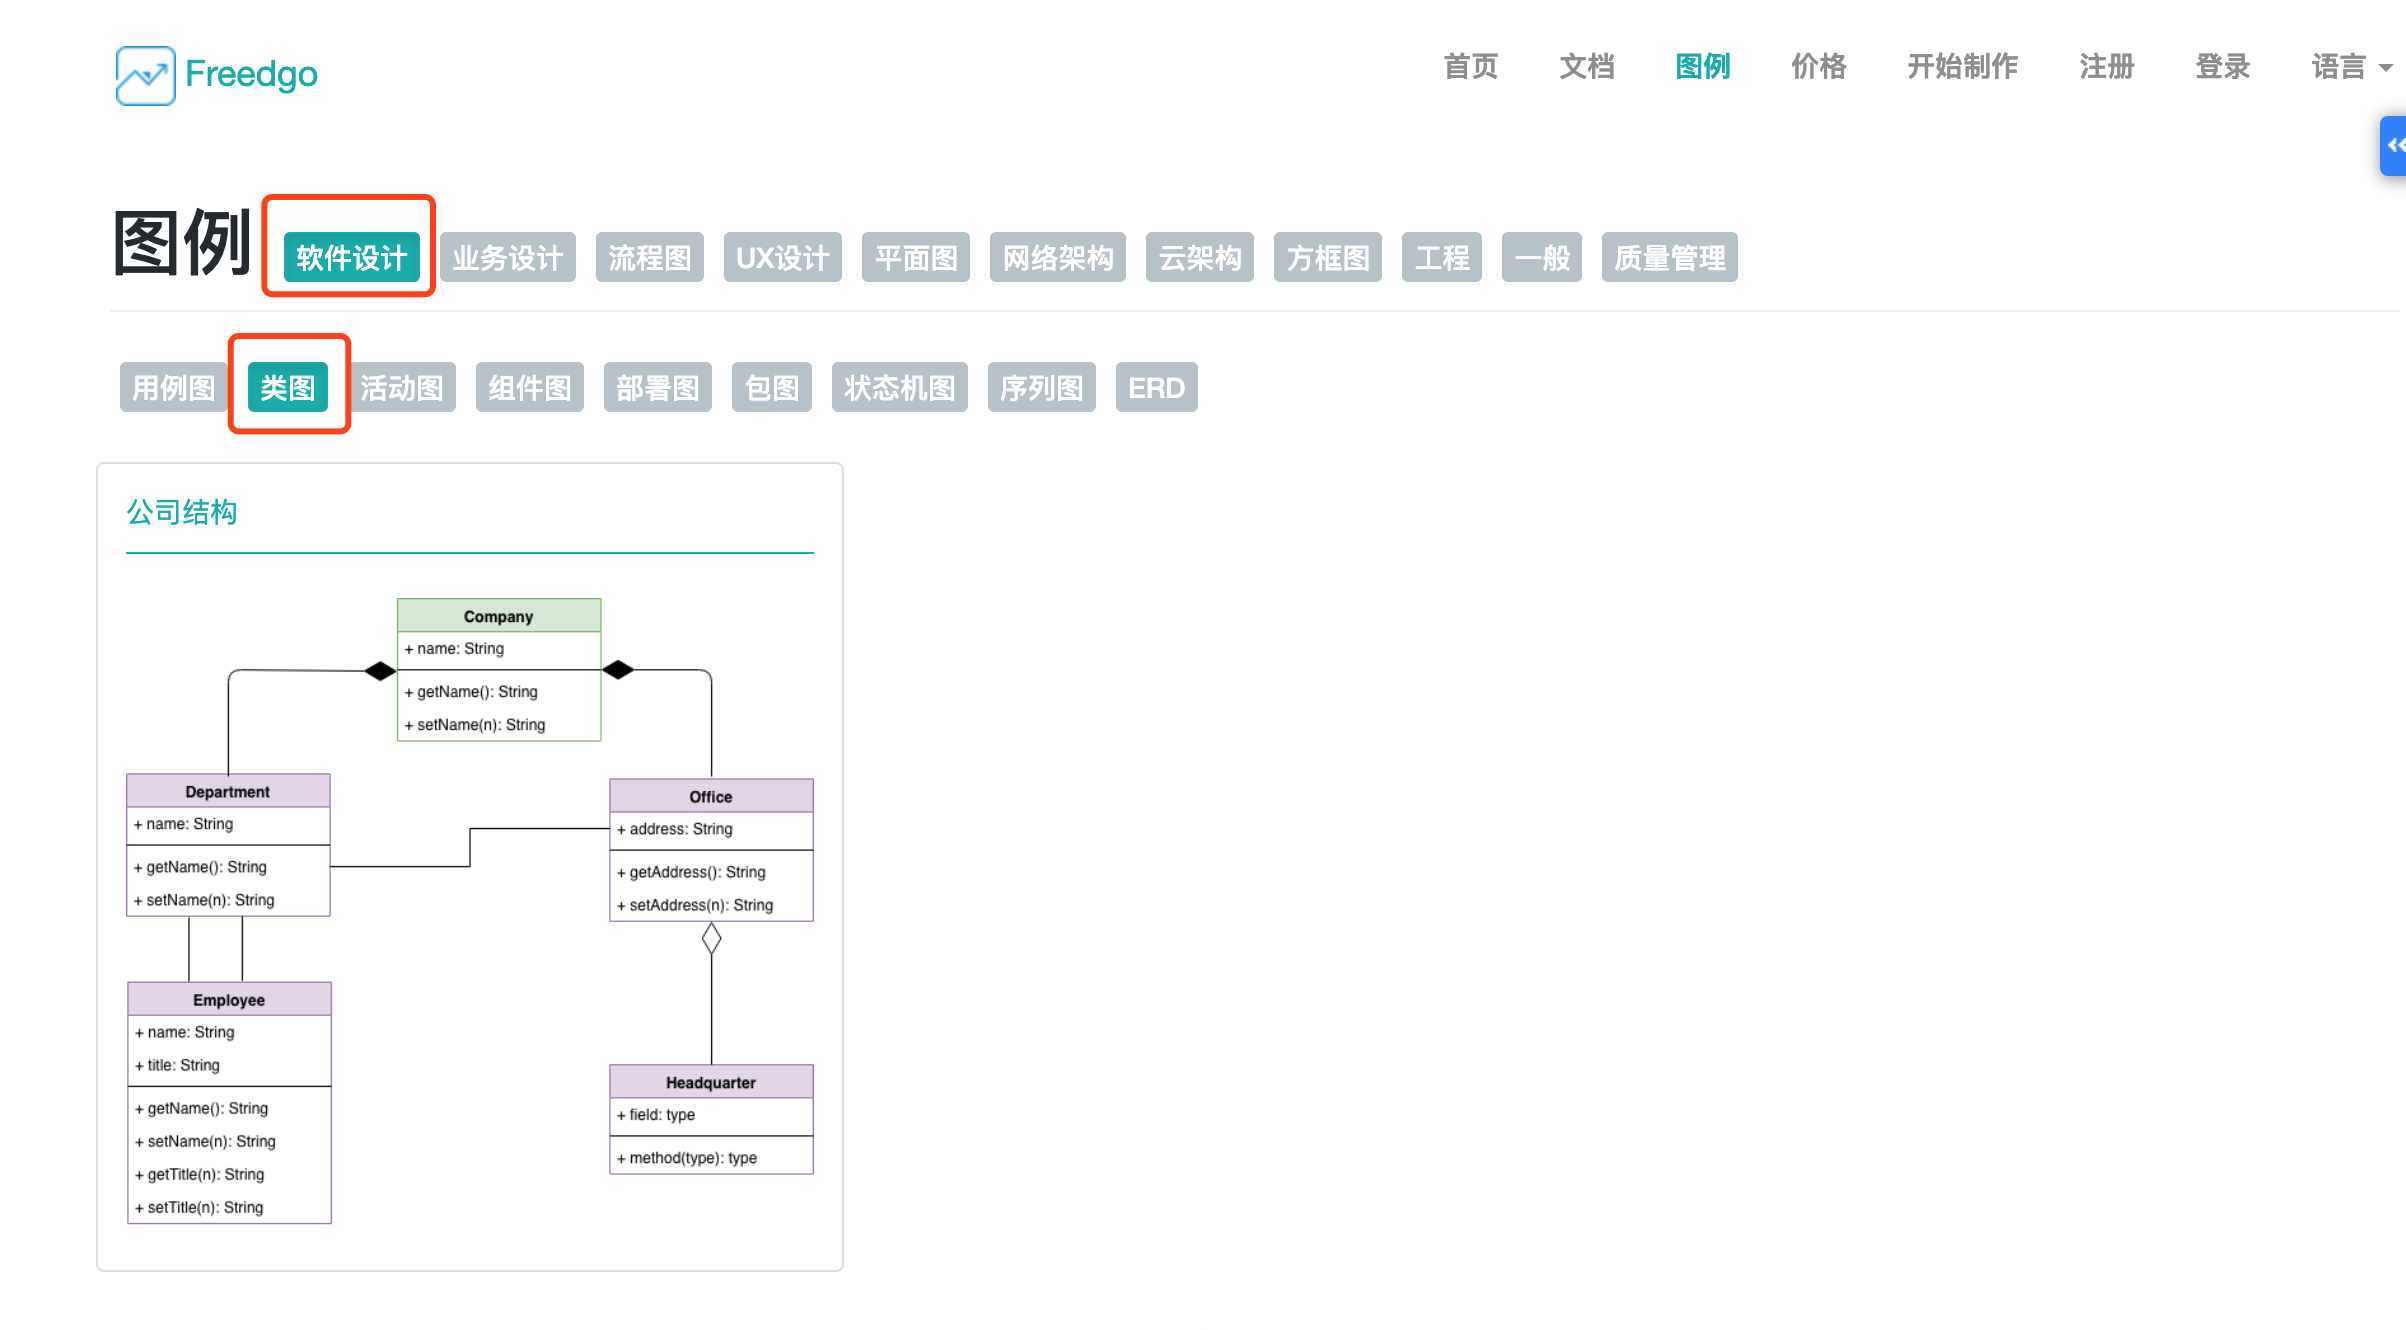 Freedgo
首页 文档 图例 价格 开始制作 注册 登录 语言
图例 软件设计 业务设计 流程图 UX设计 平面图 网络架构 云架构 方框图 工程 一般 质量管理
用例图 类图 活动图 组件图 部署图 包图 状态机图 序列图 ERD
公司结构
Company
+ name: String
+ getName(): String
+ setName(n): String
Department
+ name: String
+ getName(): String
+ setName(n): String
Office
+ address: String
+ getAddress(): String
+ setAddress(n): String
Employee
+ name: String
+ title: String
+ getName(): String
+ setName(n): String
+ getTitle(n): String
+ setTitle(n): String
Headquarter
+ field: type
+ method(type): type